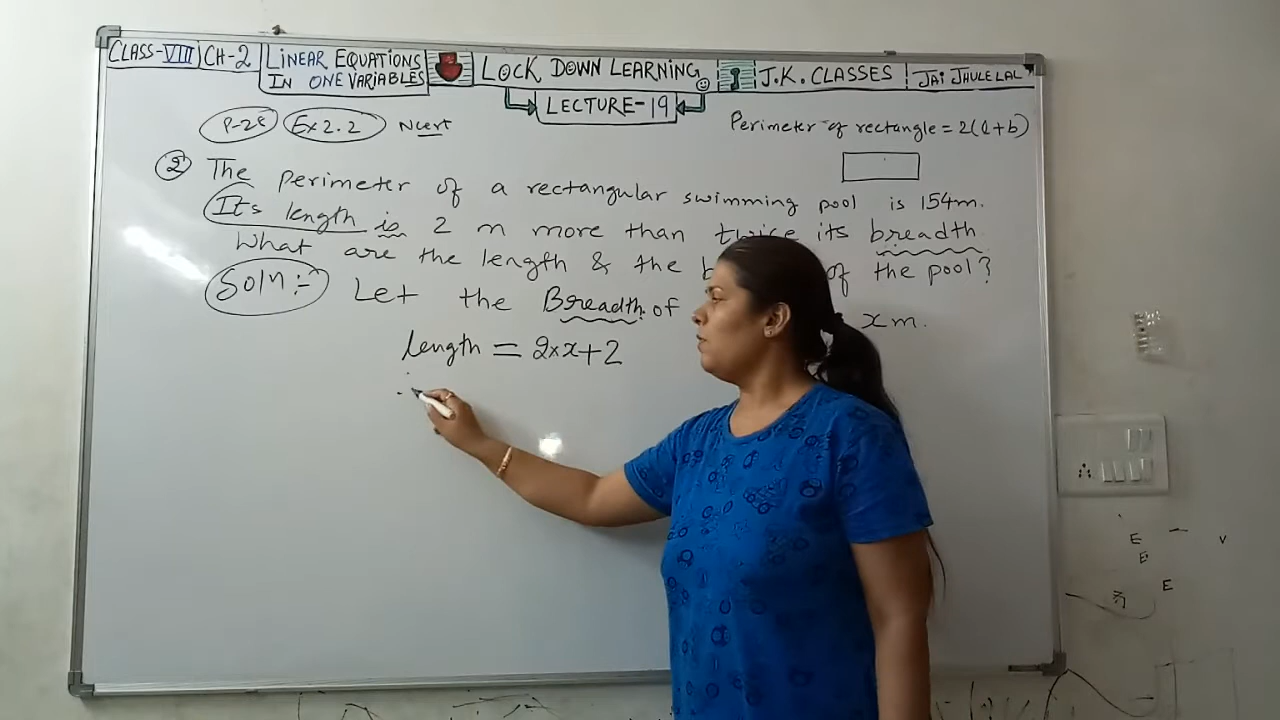 CLASS-VIII CH-2 LINEAR EQUATIONS IN ONE VARIABLES LOCK DOWN LEARNING J.K. CLASSES JAI JHULELAL
LECTURE-19
P-28 Ex 2.2 Ncert
Perimeter of rectangle = 2(l+b)
② The perimeter of a rectangular swimming pool is 154m.
Its length is 2 m more than twice its breadth
What are the length & the b of the pool?
Soln:- Let the Breadth of x m.
length = 2×x+2
E V
E
E